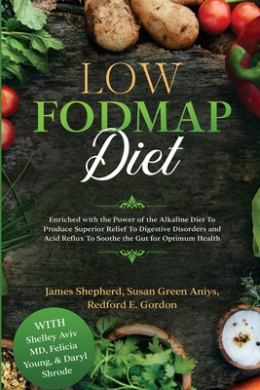 LOW
FODMAP
Diet
Enriched with the Power of the Alkaline Diet To
Produce Superior Relief To Digestive Disorders and
Acid Reflux To Soothe the Gut for Optimum Health
James Shepherd, Susan Green Aniys,
Redford E. Gordon
WITH
Shelley Aviv
MD, Felicia
Young, & Daryl
Shrode